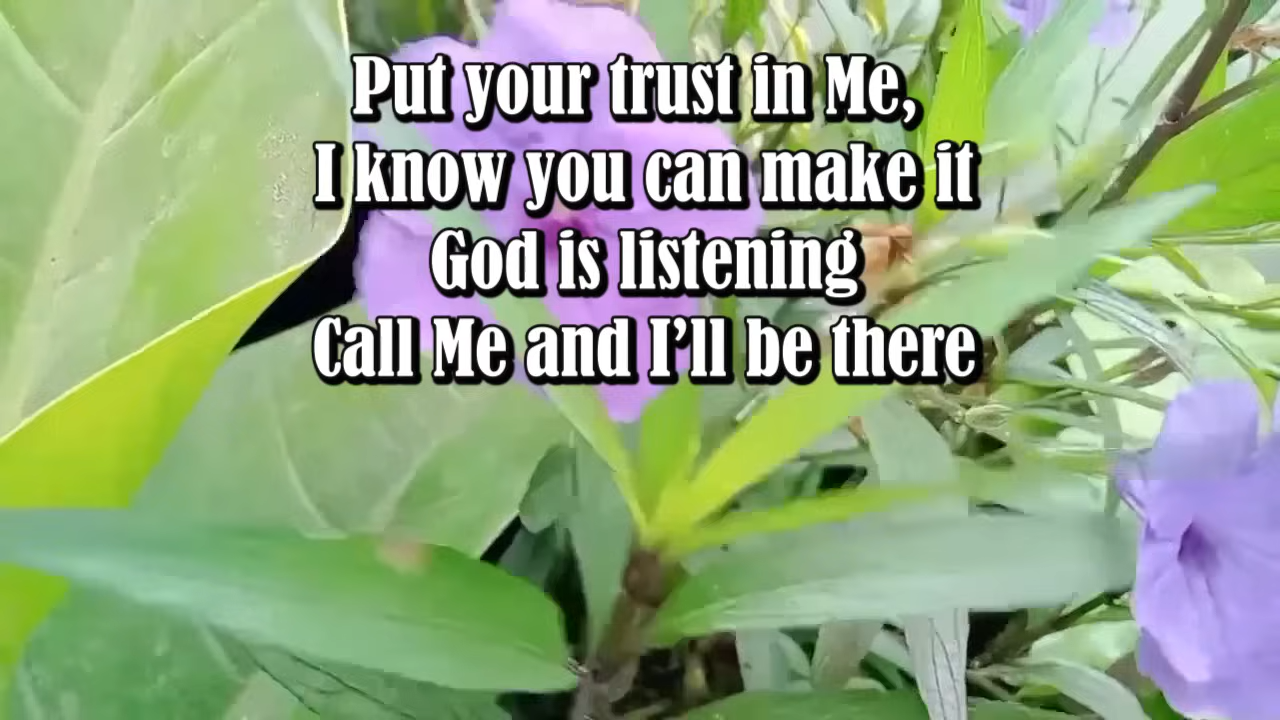 Put your trust in Me,
I know you can make it
God is listening
Call Me and I’ll be there